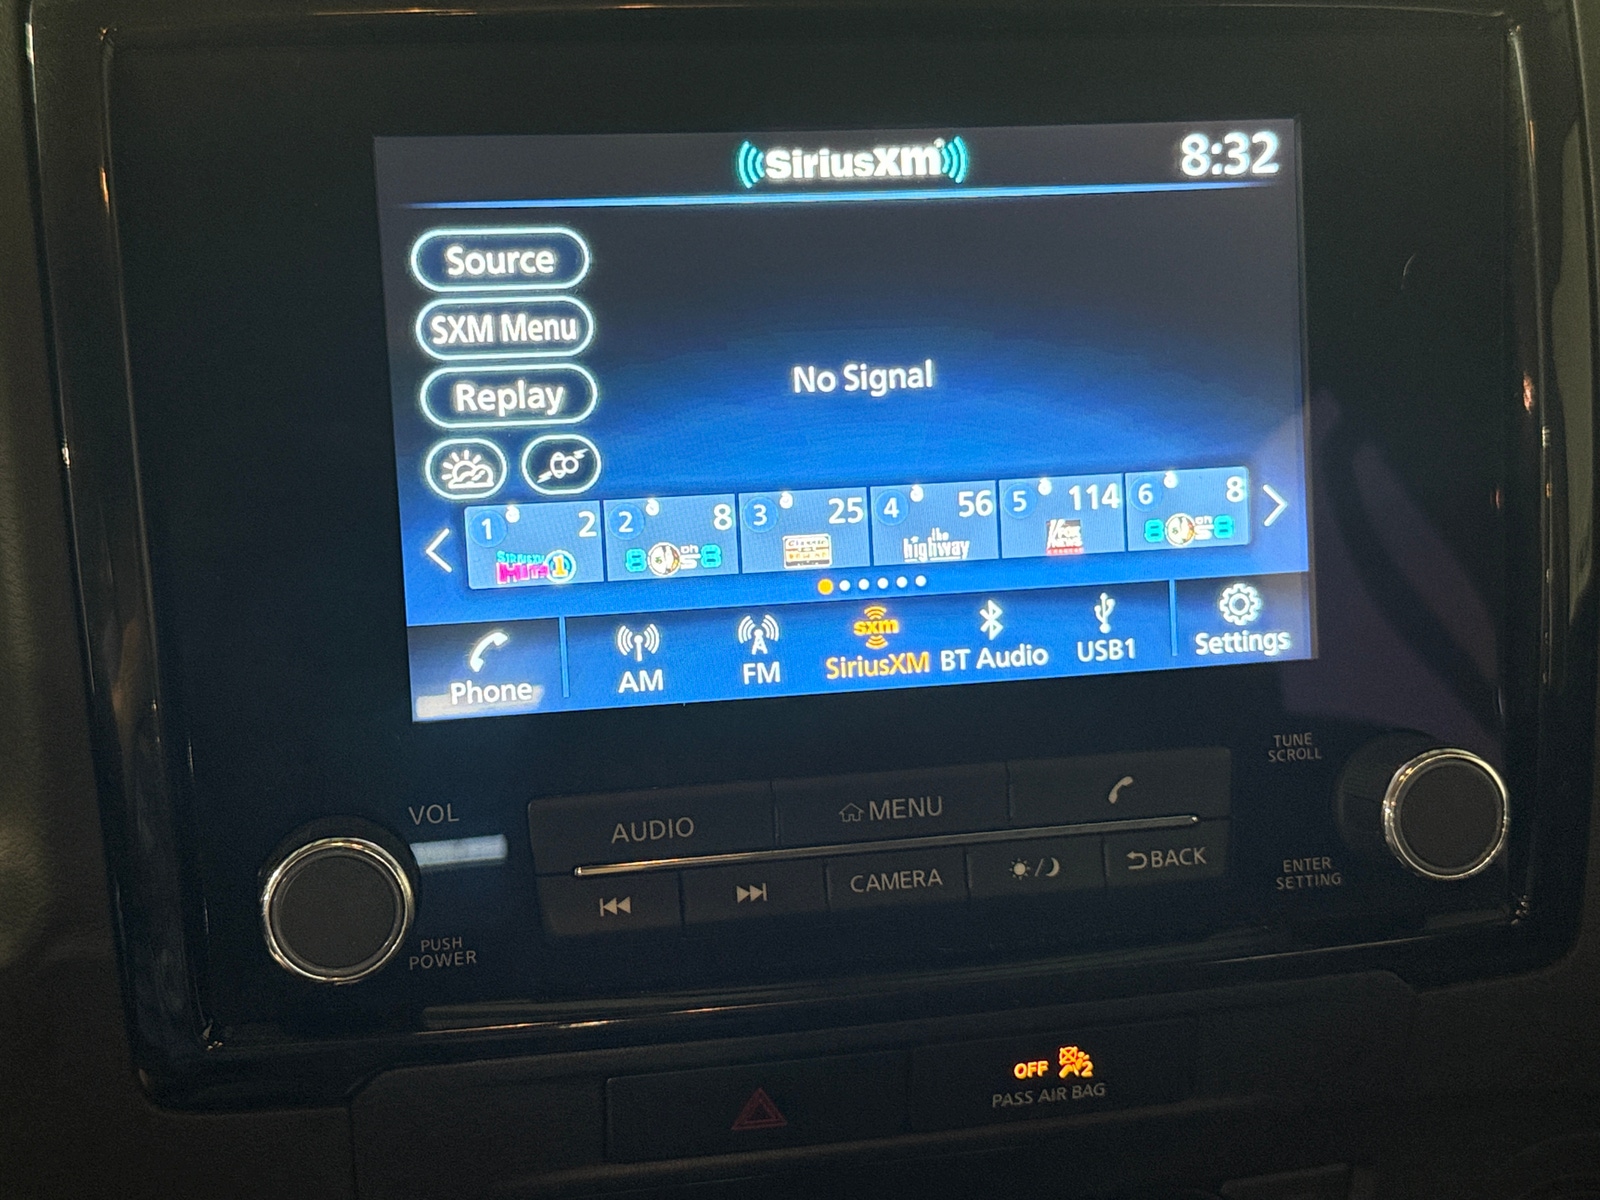 SiriusXm
8:32
Source
SXM Menu
Replay
No Signal
1 2
2 8
3 25
4 56
5 114
6 8
the
highway
Phone
AM
FM
sxm
SiriusXM
BT Audio
USB1
Settings
TUNE
SCROLL
VOL
AUDIO
MENU
CAMERA
BACK
ENTER
SETTING
PUSH
POWER
OFF 2
PASS AIR BAG